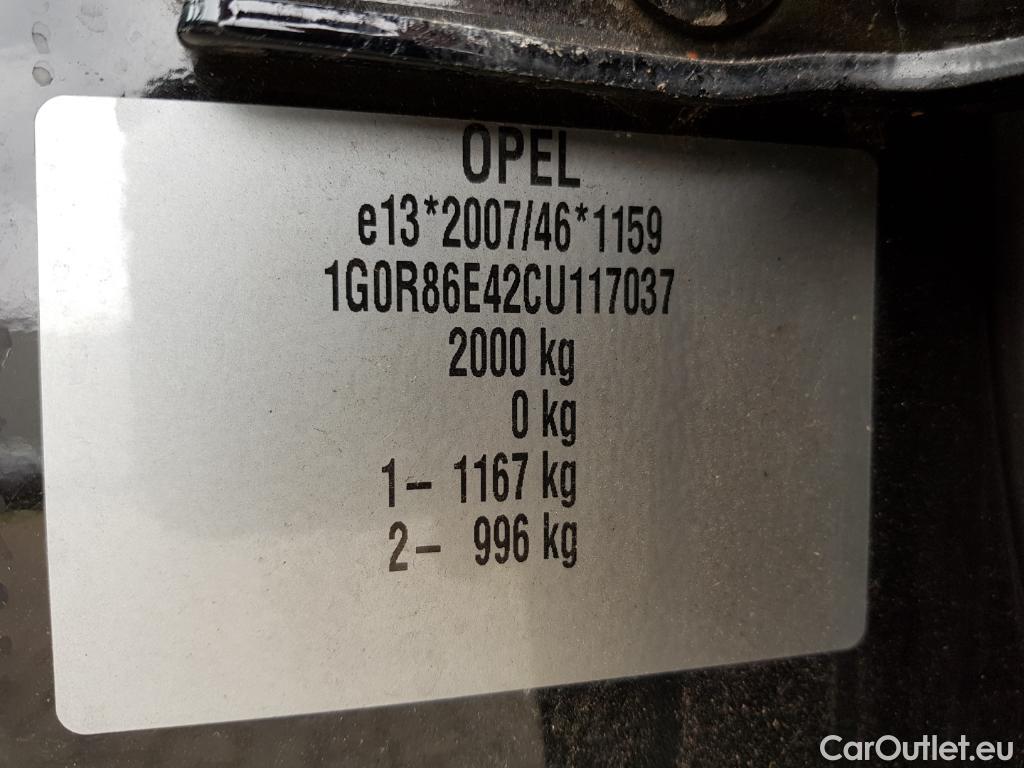 OPEL
e13*2007/46*1159
1G0R86E42CU117037
2000 kg
0 kg
1– 1167 kg
2– 996 kg
CarOutlet.eu